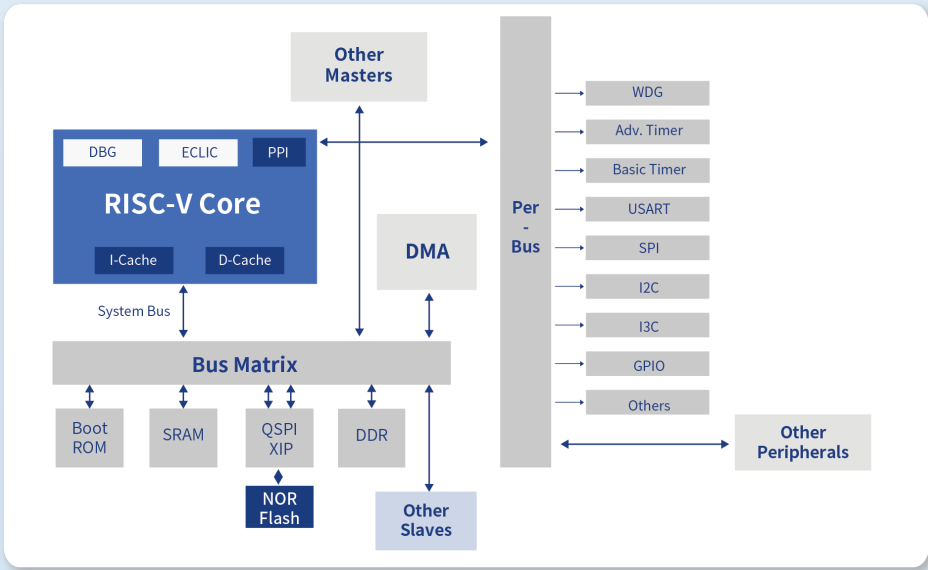 Other
Masters
DBG
ECLIC
PPI
RISC-V Core
I-Cache
D-Cache
System Bus
DMA
Bus Matrix
Boot
ROM
SRAM
QSPI
XIP
DDR
NOR
Flash
Other
Slaves
Per
-
Bus
WDG
Adv. Timer
Basic Timer
USART
SPI
I2C
I3C
GPIO
Others
Other
Peripherals